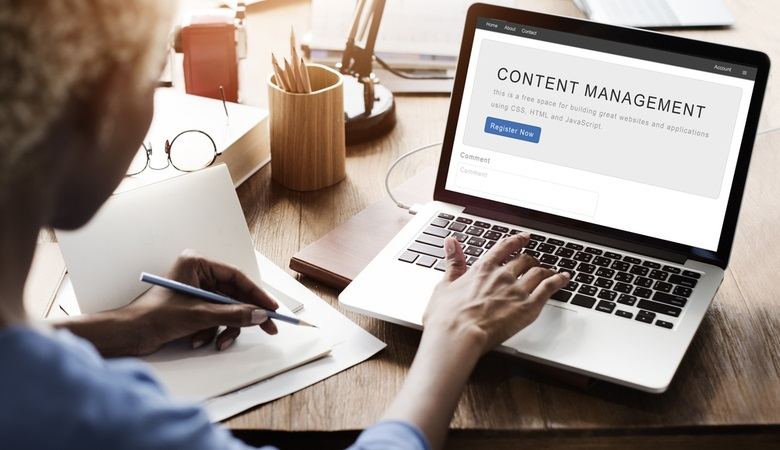 Home About Contact
Account
CONTENT MANAGEMENT
this is a free space for building great websites and applications
using CSS, HTML and JavaScript.
Register Now
Comment
Comment